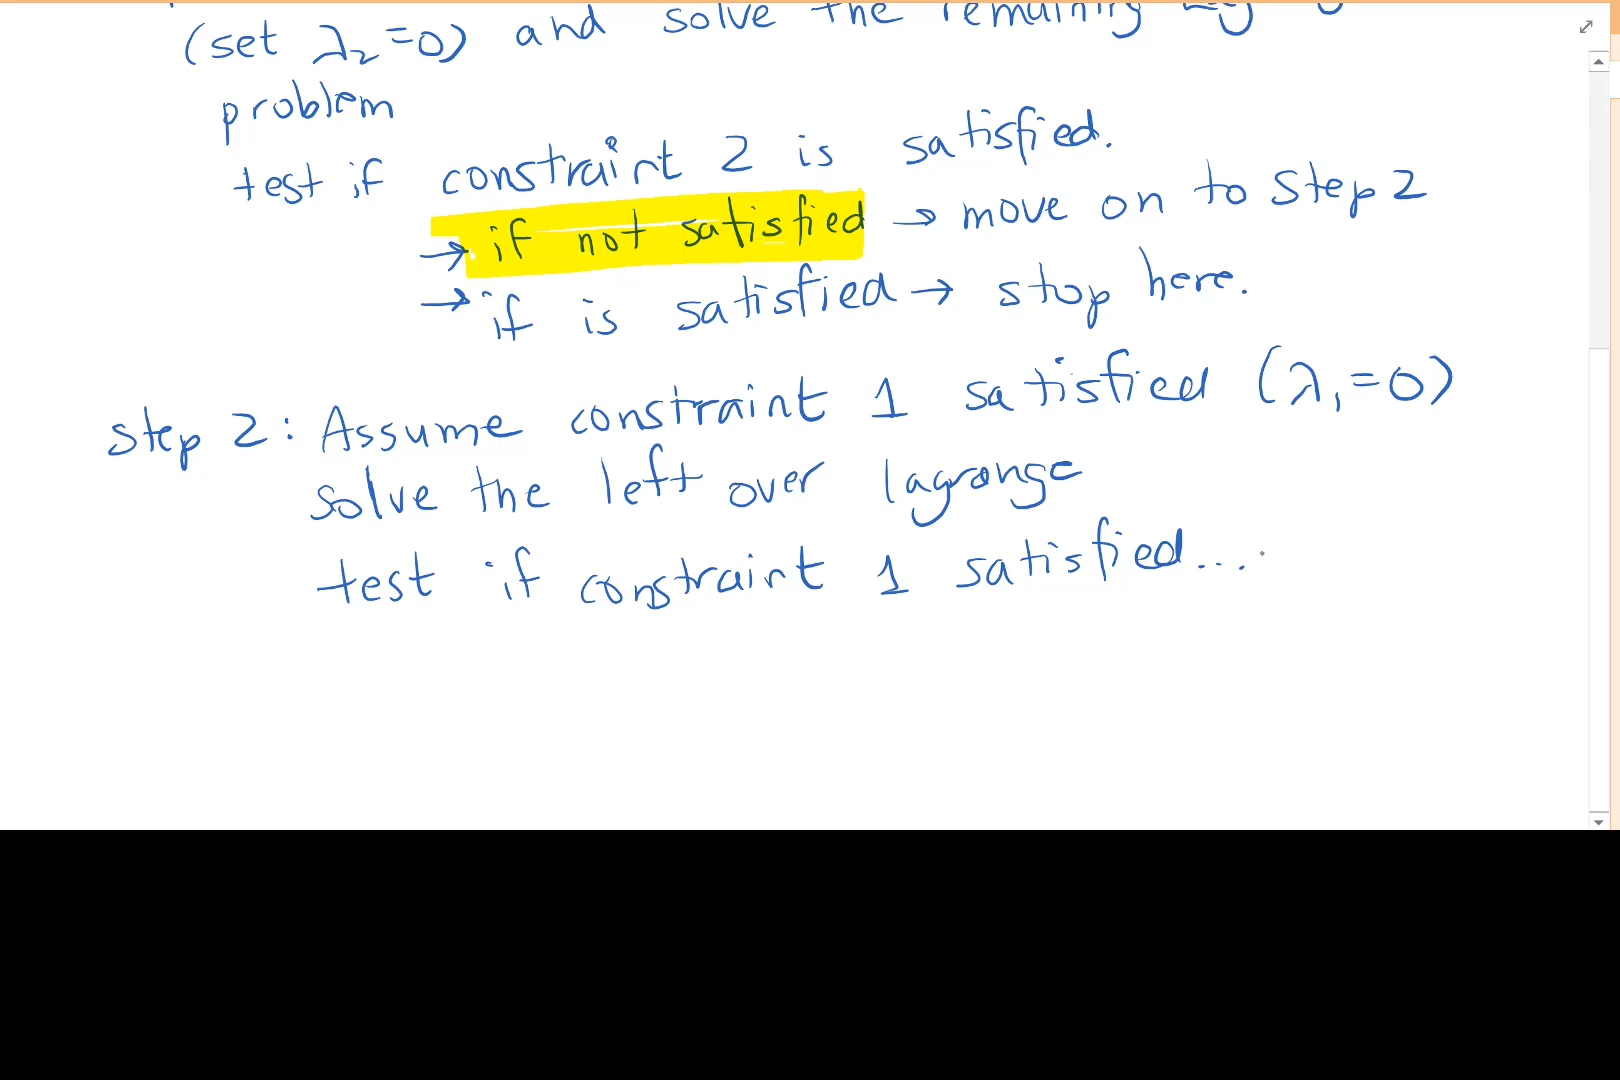 (set λ₂=0) and solve the remaining
problem
test if constraint 2 is satisfied.
→ if not satisfied → move on to step 2
→ if is satisfied → stop here.
step 2: Assume constraint 1 satisfied (λ₁=0)
solve the left over lagrange
test if constraint 1 satisfied....